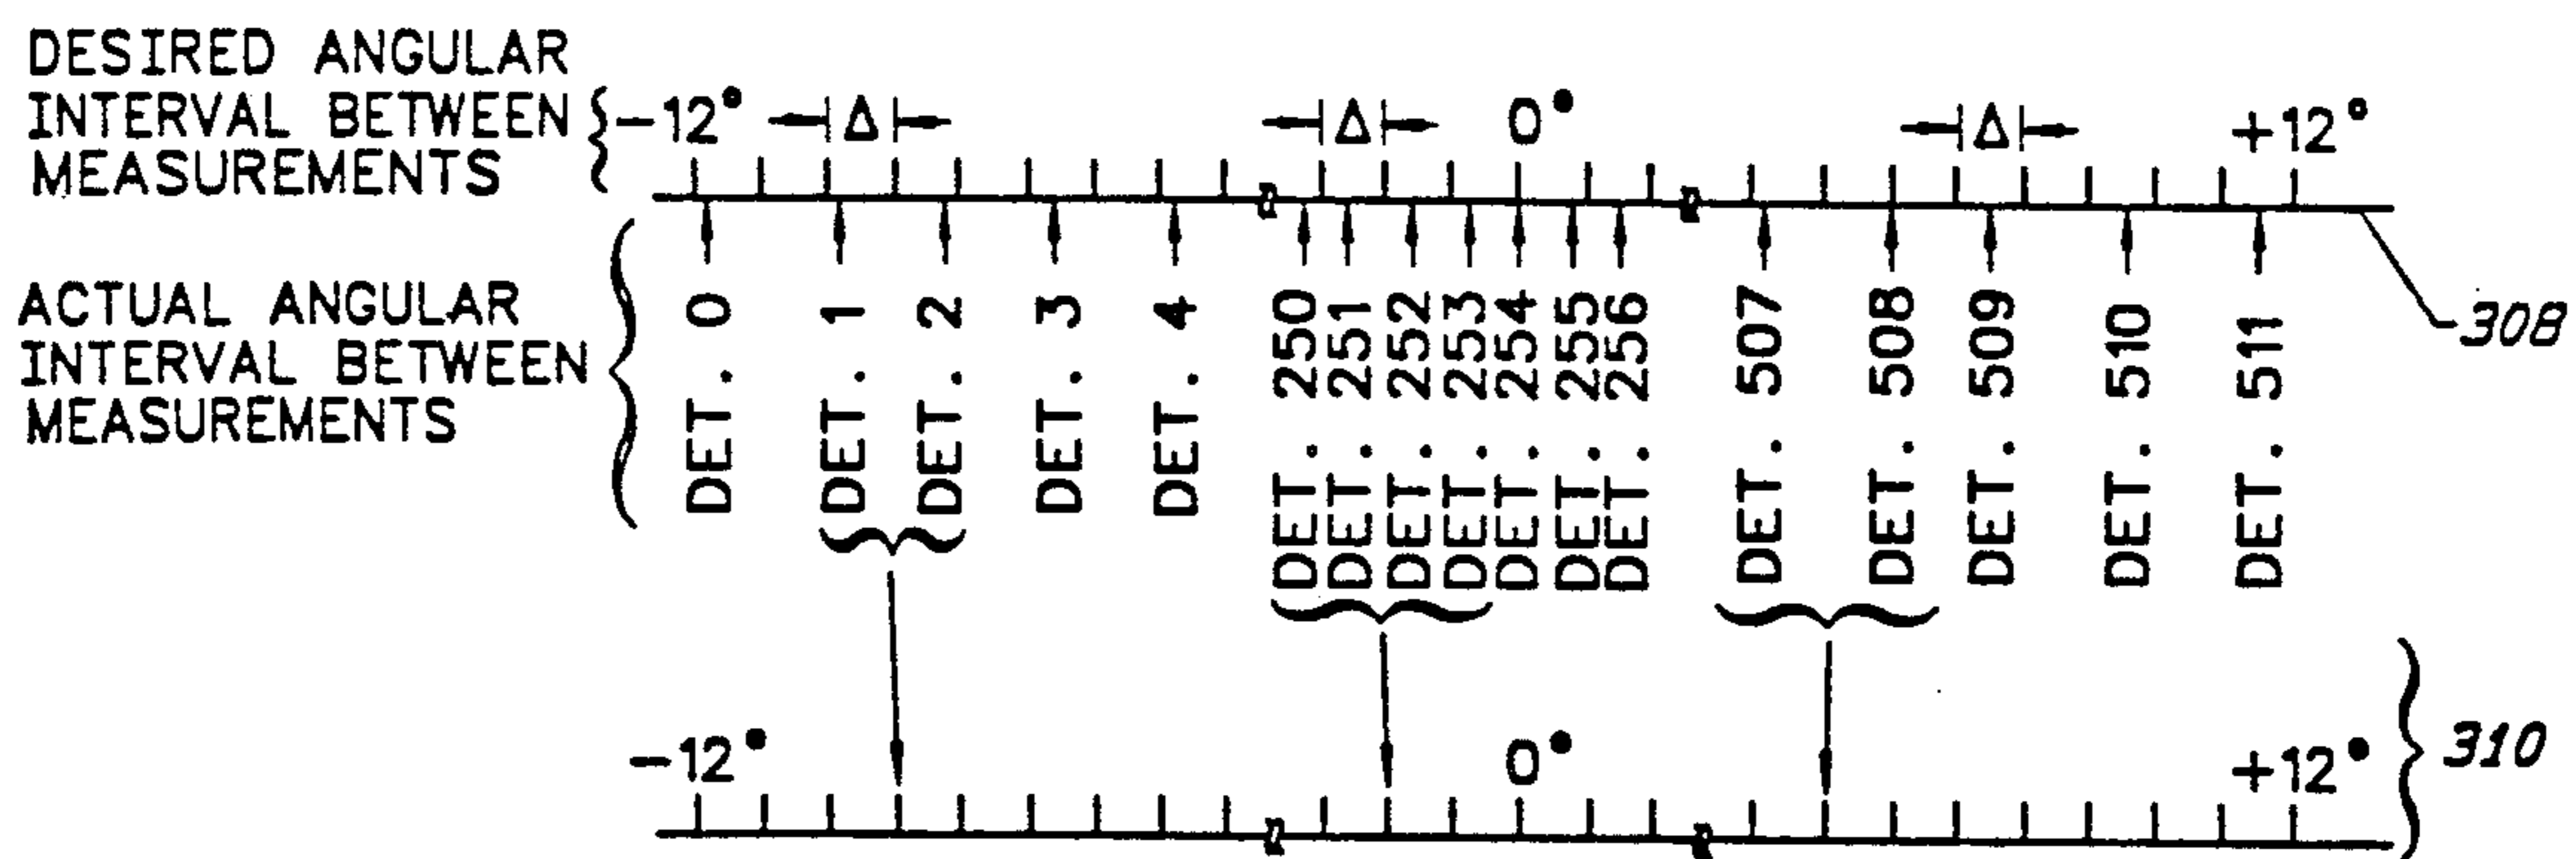 DESIRED ANGULAR
INTERVAL BETWEEN
MEASUREMENTS
-12° Δ Δ 0° Δ +12°
ACTUAL ANGULAR
INTERVAL BETWEEN
MEASUREMENTS
DET. 0
DET. 1
DET. 2
DET. 3
DET. 4
DET. 250
DET. 251
DET. 252
DET. 253
DET. 254
DET. 255
DET. 256
DET. 507
DET. 508
DET. 509
DET. 510
DET. 511
308
-12° 0° +12°
310